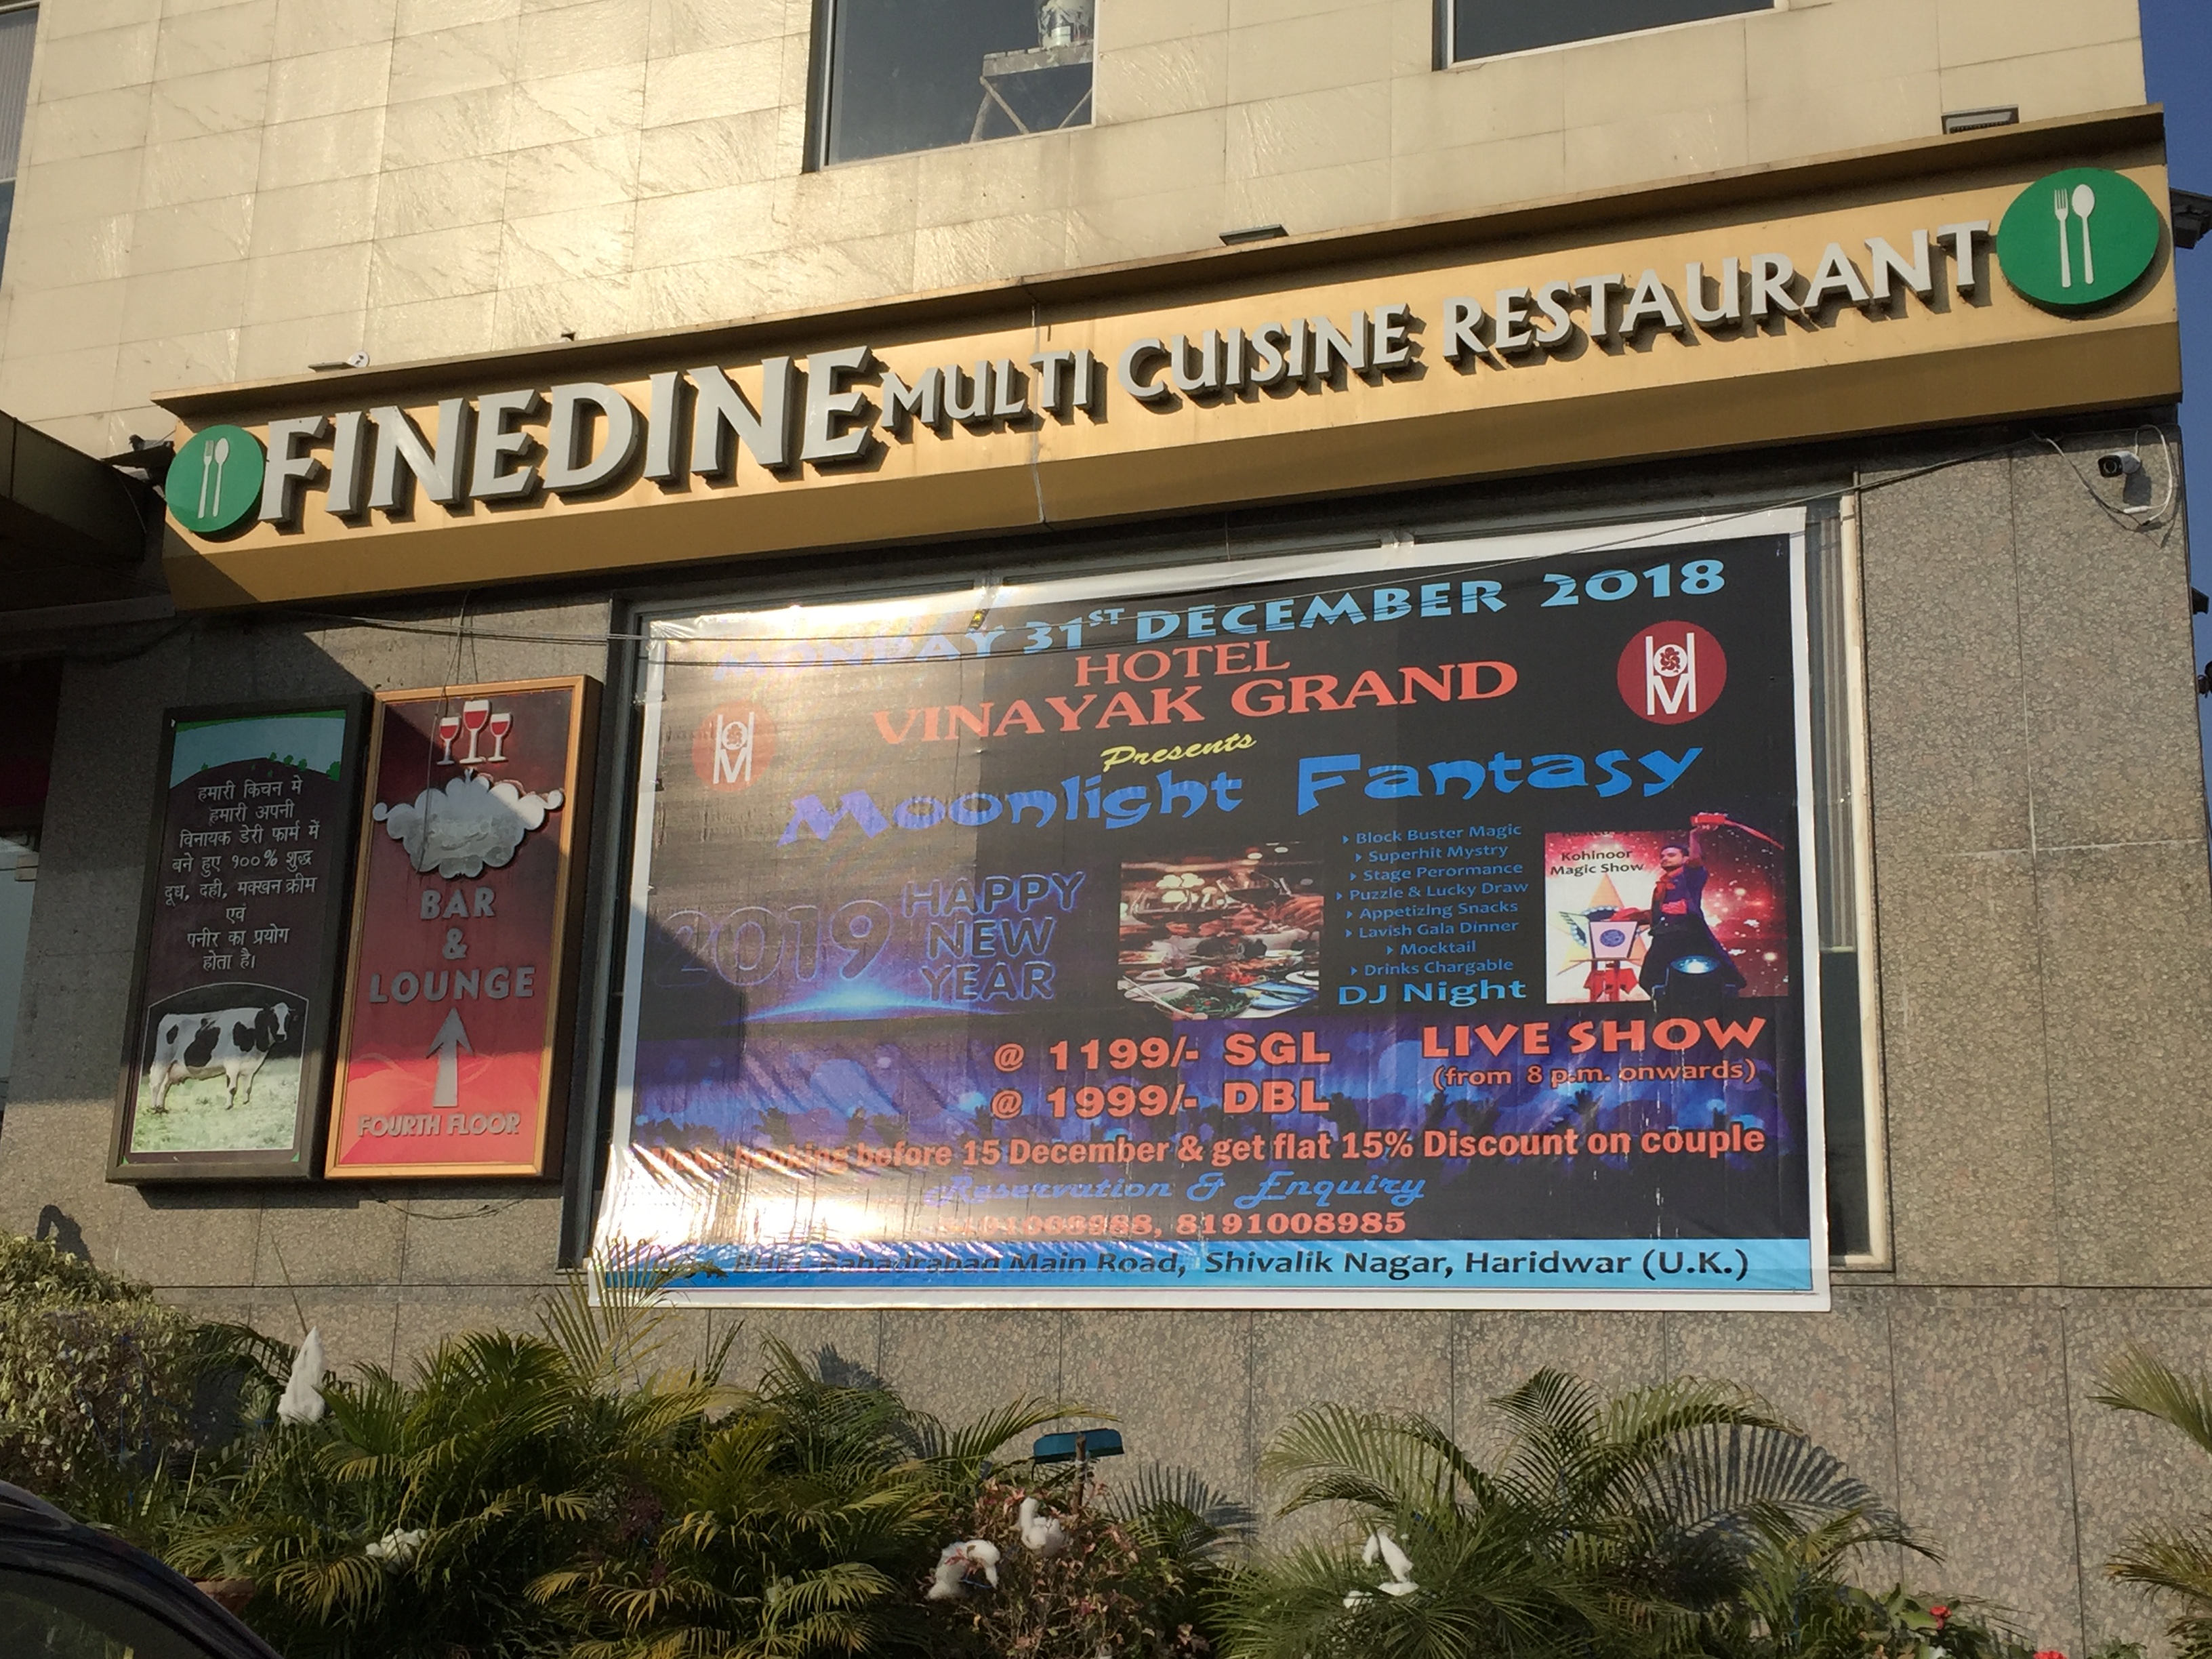 FINEDINE MULTI CUISINE RESTAURANT
हमारी किचन मे
हमारी अपनी
विनायक डेरी फार्म में
बने हुए १००% शुद्ध
दूध, दही, मक्खन क्रीम
एवं
पनीर का प्रयोग
होता है।
BAR
&
LOUNGE
FOURTH FLOOR
MONDAY 31ST DECEMBER 2018
HOTEL
VINAYAK GRAND
Presents
Moonlight Fantasy
2019 HAPPY
NEW
YEAR
Block Buster Magic
Superhit Mystry
Stage Perormance
Puzzle & Lucky Draw
Appetizing Snacks
Lavish Gala Dinner
Mocktail
Drinks Chargable
DJ Night
Kohinoor
Magic Show
@ 1199/- SGL
@ 1999/- DBL
LIVE SHOW
(from 8 p.m. onwards)
Make booking before 15 December & get flat 15% Discount on couple
Reservation & Enquiry
8191008988, 8191008985
Bahadrabad Main Road, Shivalik Nagar, Haridwar (U.K.)